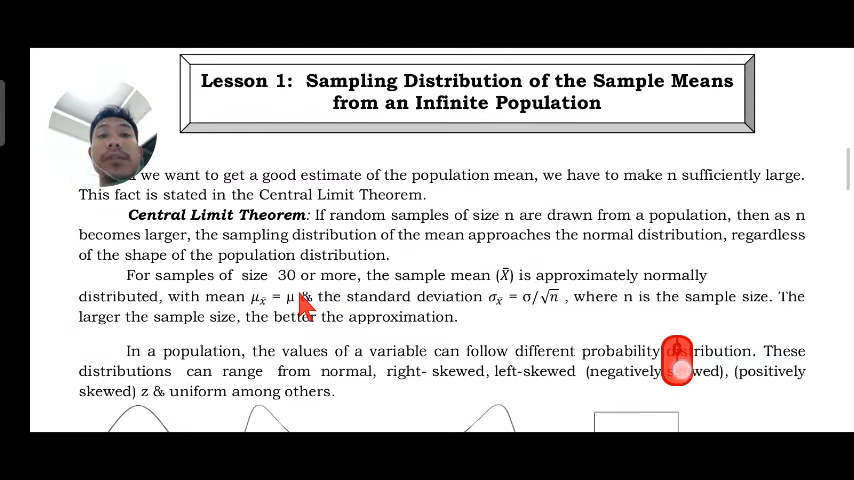 Lesson 1: Sampling Distribution of the Sample Means
from an Infinite Population
we want to get a good estimate of the population mean, we have to make n sufficiently large.
This fact is stated in the Central Limit Theorem.
Central Limit Theorem: If random samples of size n are drawn from a population, then as n
becomes larger, the sampling distribution of the mean approaches the normal distribution, regardless
of the shape of the population distribution.
For samples of size 30 or more, the sample mean (X̄) is approximately normally
distributed, with mean μₓ̄ = μ & the standard deviation σₓ̄ = σ/√n , where n is the sample size. The
larger the sample size, the better the approximation.
In a population, the values of a variable can follow different probability distribution. These
distributions can range from normal, right- skewed, left-skewed (negatively skewed), (positively
skewed) z & uniform among others.